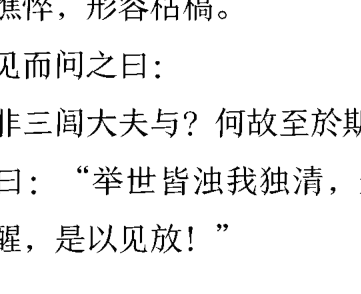 憔悴，形容枯槁。
见而问之曰：
非三闾大夫与？何故至於斯
曰：“举世皆浊我独清，
醒，是以见放！”